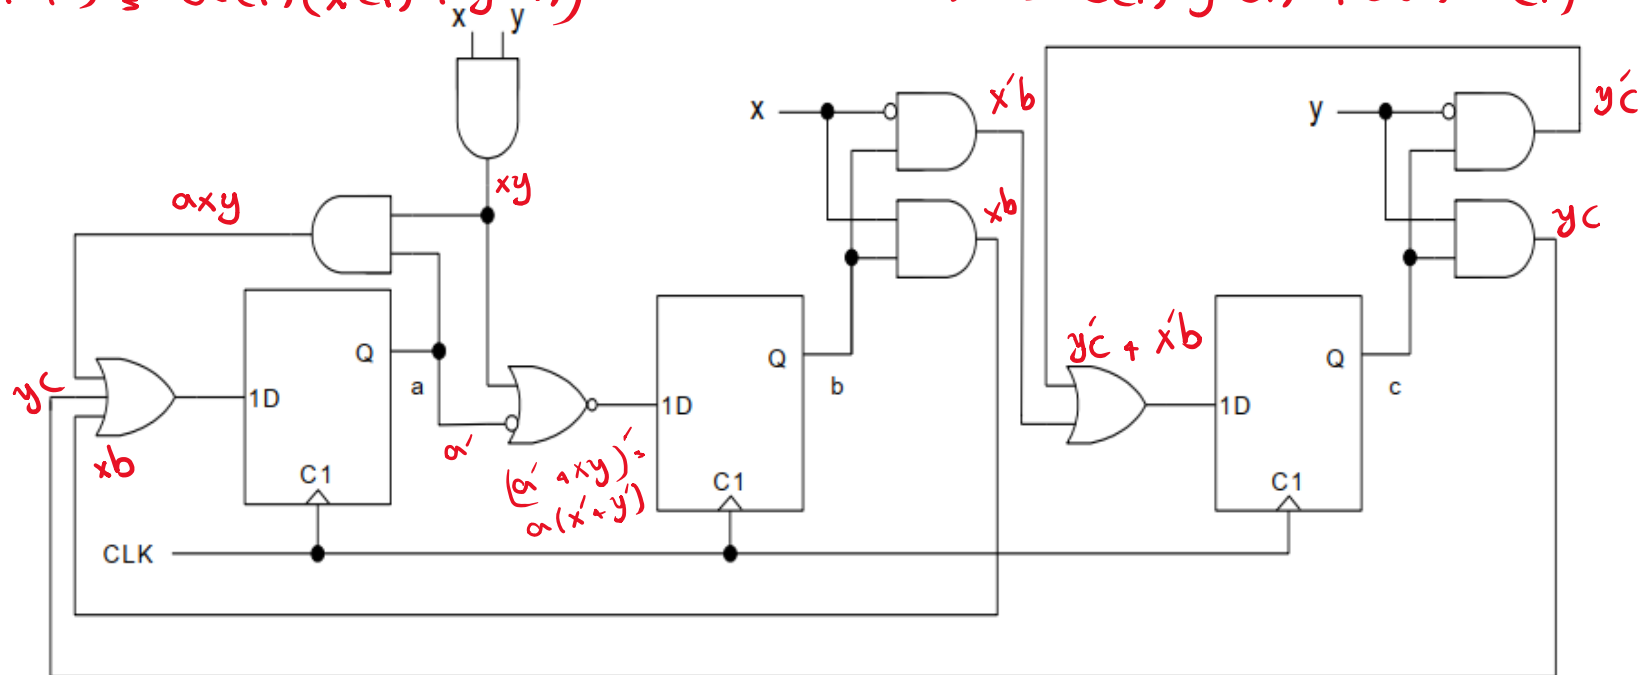 x y
x'b
x
y
y'c
xy
axy
xb
yc
y'c + x'b
Q
a
Q
b
Q
c
yc
1D
1D
1D
xb
a'
(a' + xy)' =
a(x' + y')
C1
C1
C1
CLK